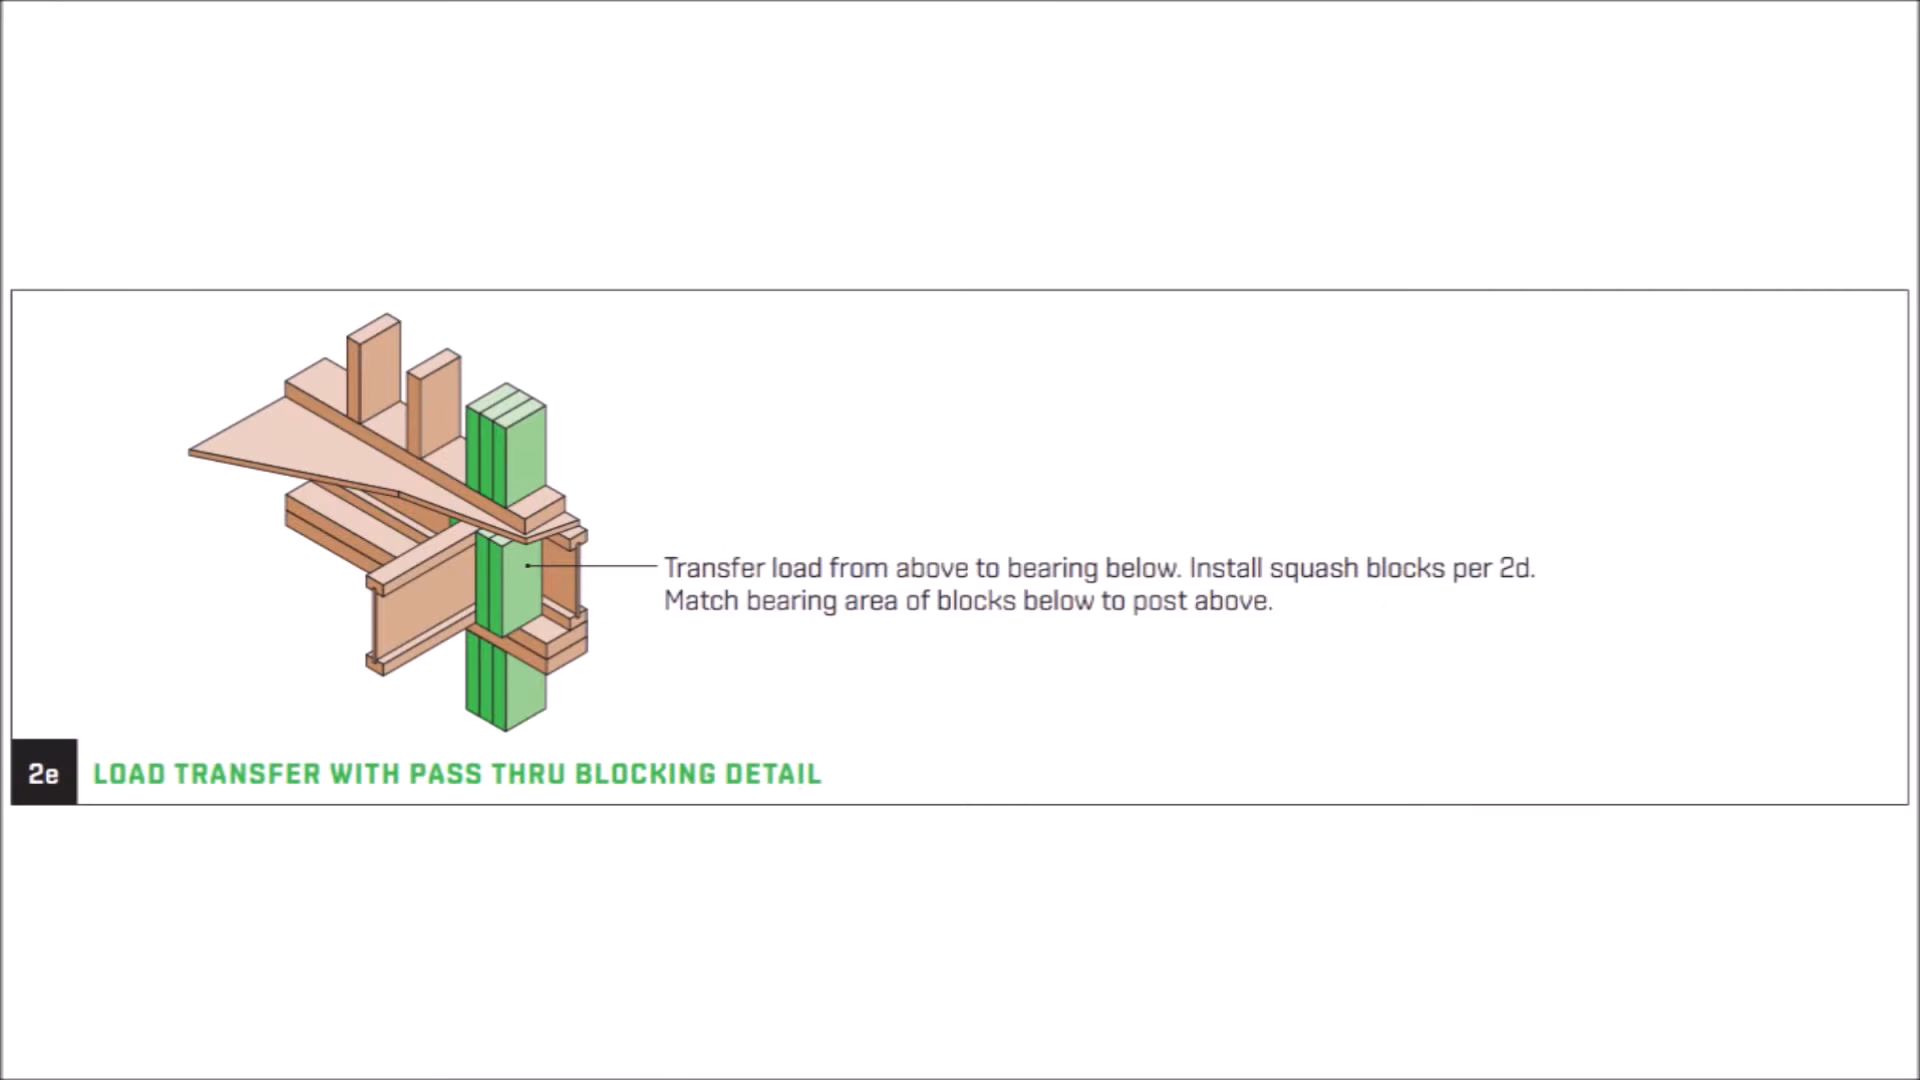 Transfer load from above to bearing below. Install squash blocks per 2d.
Match bearing area of blocks below to post above.
2e LOAD TRANSFER WITH PASS THRU BLOCKING DETAIL